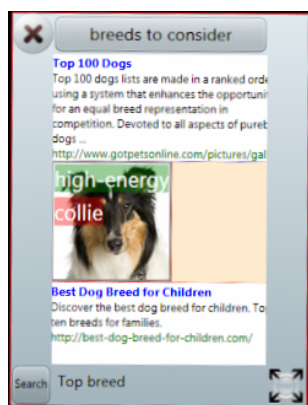 breeds to consider
Top 100 Dogs
Top 100 dogs lists are made in a ranked orde
using a system that enhances the opportuni
for an equal breed representation in
competition. Devoted to all aspects of pureb
dogs ...
http://www.gotpetsonline.com/pictures/gal
high-energy
collie
Best Dog Breed for Children
Discover the best dog breed for children. To
ten breeds for families.
http://best-dog-breed-for-children.com/
Search Top breed